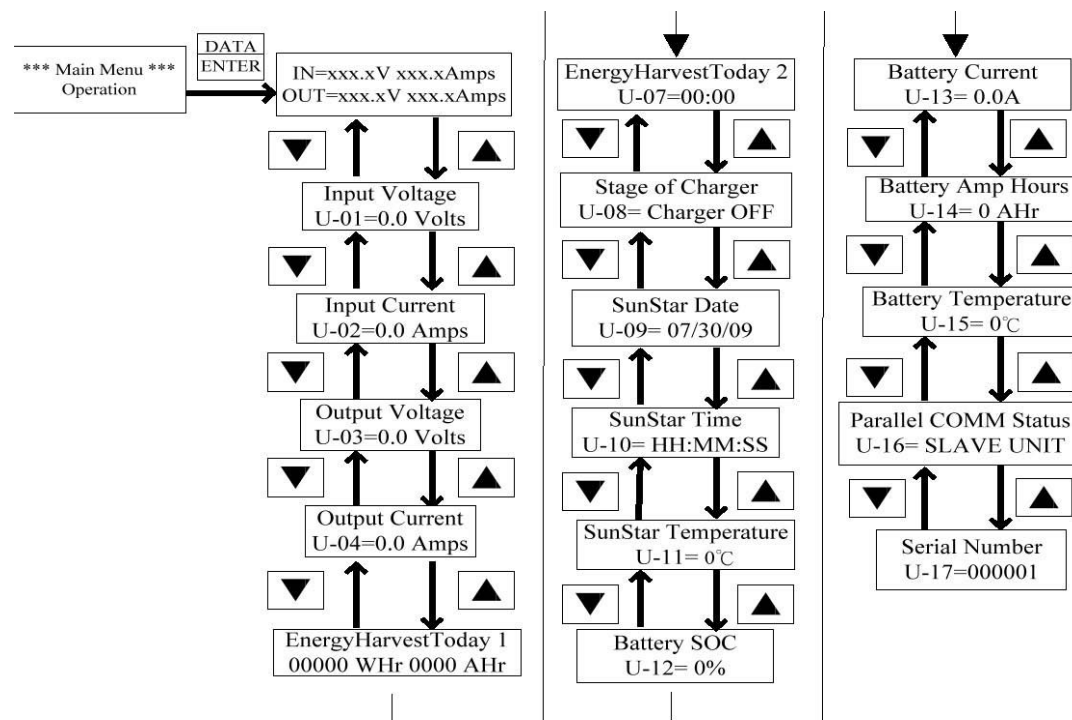 *** Main Menu ***
Operation
DATA
ENTER
IN=xxx.xV xxx.xAmps
OUT=xxx.xV xxx.xAmps
Input Voltage
U-01=0.0 Volts
Input Current
U-02=0.0 Amps
Output Voltage
U-03=0.0 Volts
Output Current
U-04=0.0 Amps
EnergyHarvestToday 1
00000 WHr 0000 AHr
EnergyHarvestToday 2
U-07=00:00
Stage of Charger
U-08= Charger OFF
SunStar Date
U-09= 07/30/09
SunStar Time
U-10= HH:MM:SS
SunStar Temperature
U-11= 0℃
Battery SOC
U-12= 0%
Battery Current
U-13= 0.0A
Battery Amp Hours
U-14= 0 AHr
Battery Temperature
U-15= 0℃
Parallel COMM Status
U-16= SLAVE UNIT
Serial Number
U-17=000001